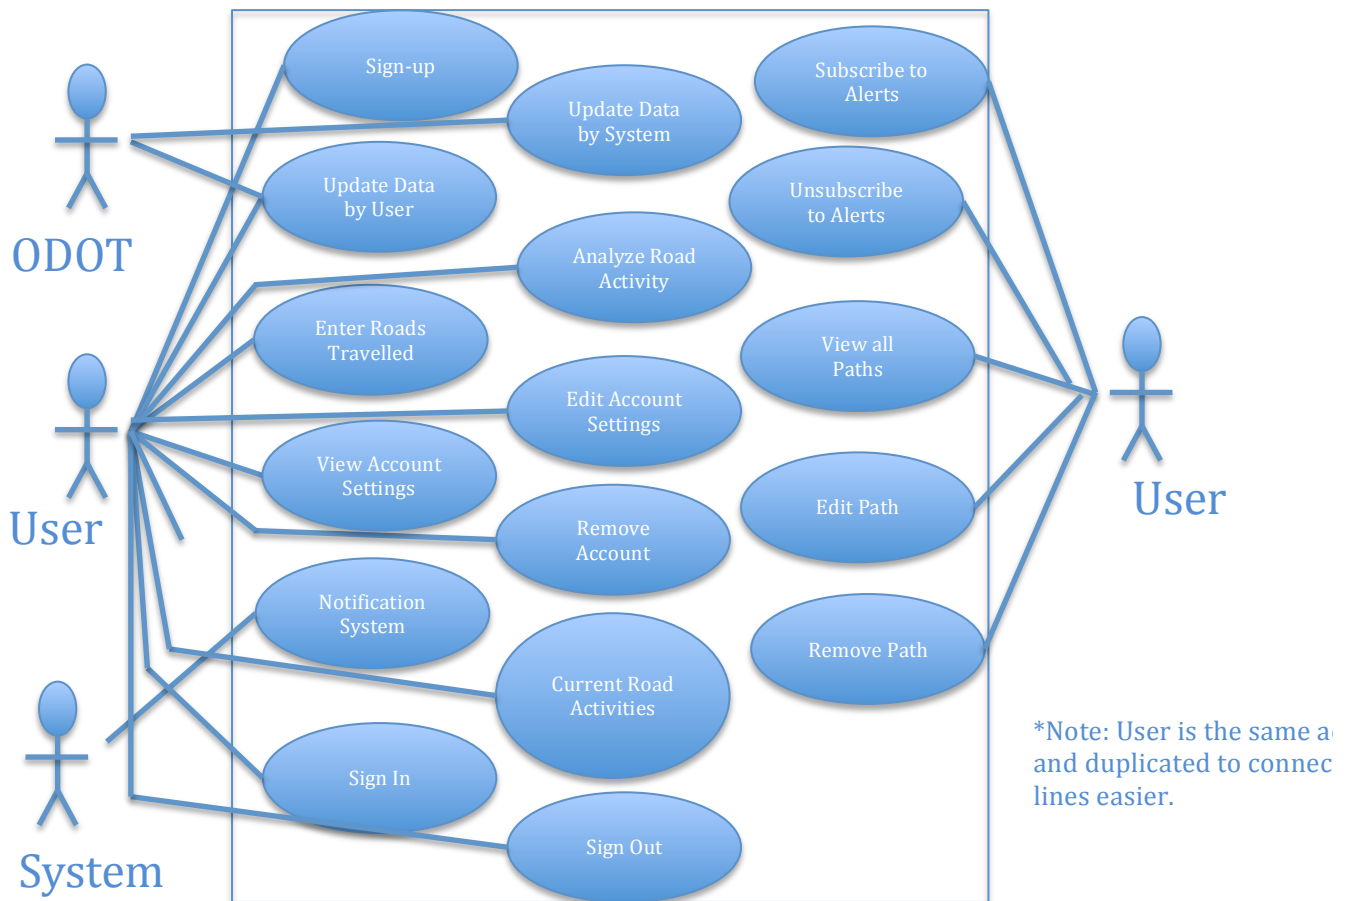 Sign-up
Subscribe to
Alerts
Update Data
by System
Update Data
by User
Unsubscribe
to Alerts
ODOT
Analyze Road
Activity
Enter Roads
Travelled
View all
Paths
Edit Account
Settings
View Account
Settings
User
User
Edit Path
Remove
Account
Notification
System
Remove Path
Current Road
Activities
*Note: User is the same
and duplicated to connec
lines easier.
Sign In
Sign Out
System